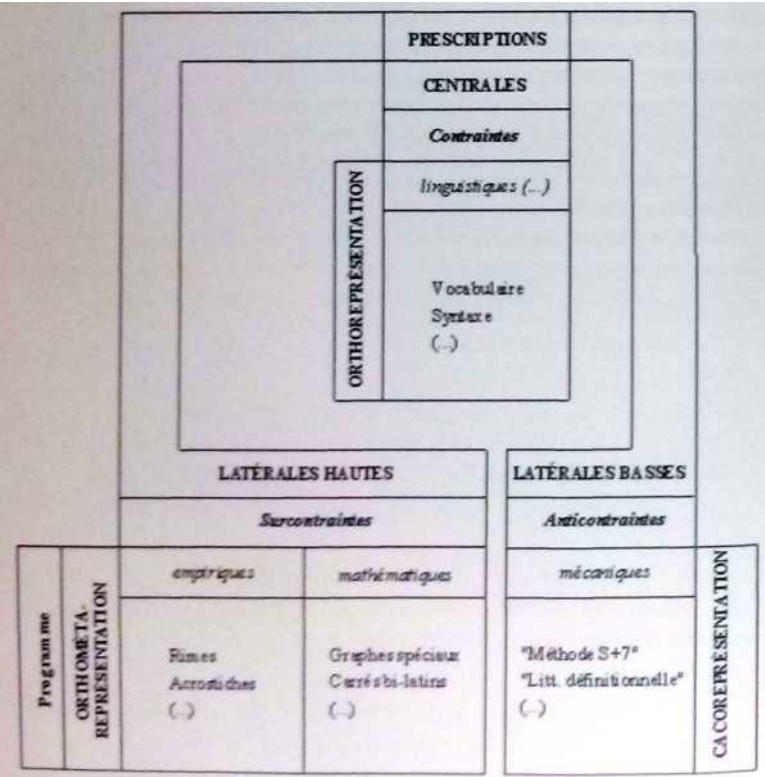 PRESCRIPTIONS
CENTRALES
Contraintes
ORTHOREPRÉSENTATION
linguistiques (...)
Vocabulaire
Syntaxe
(...)
LATÉRALES HAUTES
LATÉRALES BASSES
Surcontraintes
Anticontraintes
Programme
ORTHOMÉTA-
REPRÉSENTATION
empiriques
mathématiques
mécaniques
Rimes
Acrostiches
(...)
Graphes spéciaux
Carrés bi-latins
(...)
"Méthode S+7"
"Litt. définitionnelle"
(...)
CACOREPRÉSENTATION